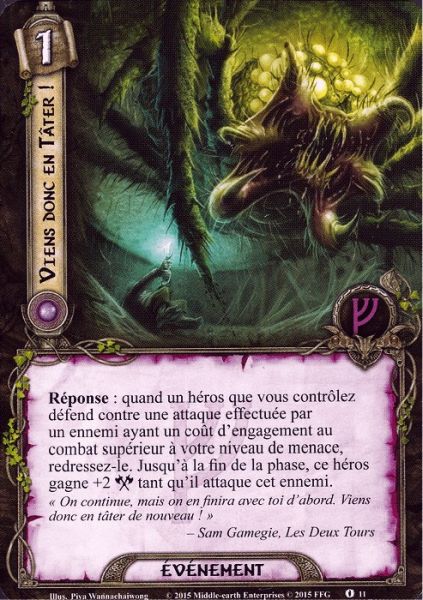 1
VIENS DONC EN TÂTER !
Réponse : quand un héros que vous contrôlez
défend contre une attaque effectuée par
un ennemi ayant un coût d'engagement au
combat supérieur à votre niveau de menace,
redressez-le. Jusqu'à la fin de la phase, ce héros
gagne +2 tant qu'il attaque cet ennemi.
« On continue, mais on en finira avec toi d'abord. Viens
donc en tâter de nouveau ! »
– Sam Gamegie, Les Deux Tours
ÉVÉNEMENT
Illus. Piya Wannachaiwong © 2015 Middle-earth Enterprises © 2015 FFG 11